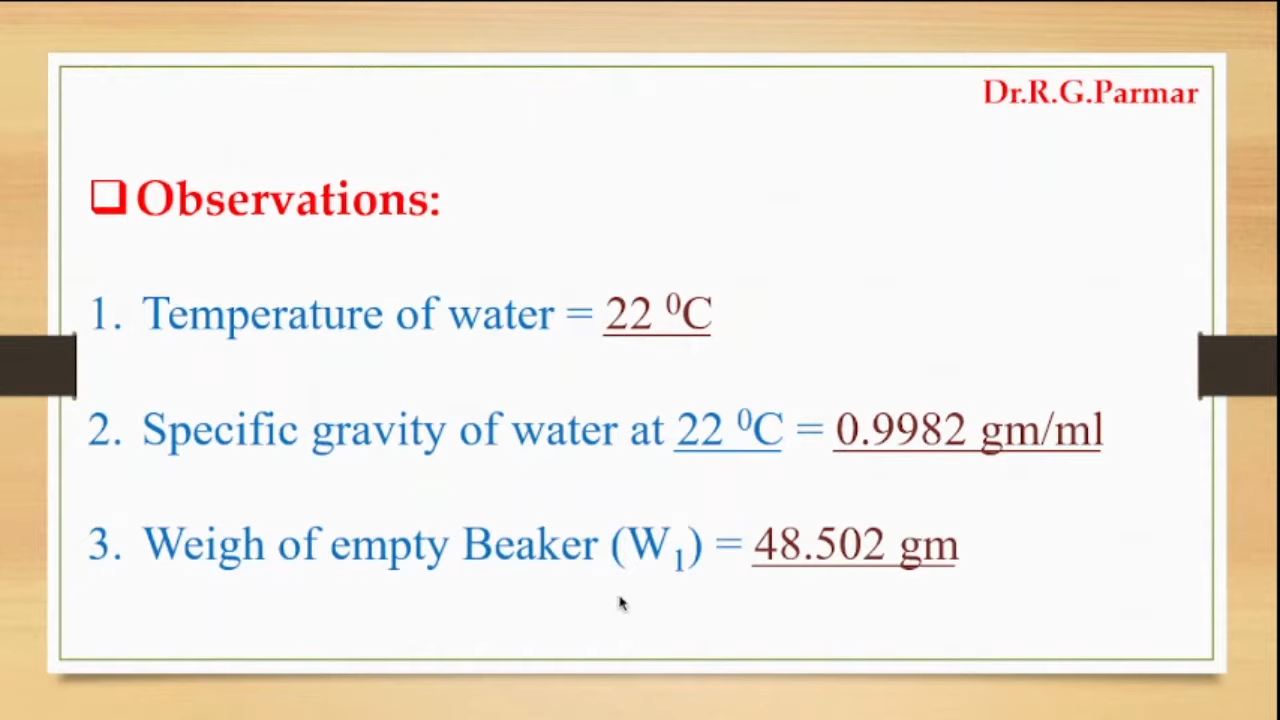 Dr.R.G.Parmar
❑ Observations:
1. Temperature of water = 22 ⁰C
2. Specific gravity of water at 22 ⁰C = 0.9982 gm/ml
3. Weigh of empty Beaker (W₁) = 48.502 gm